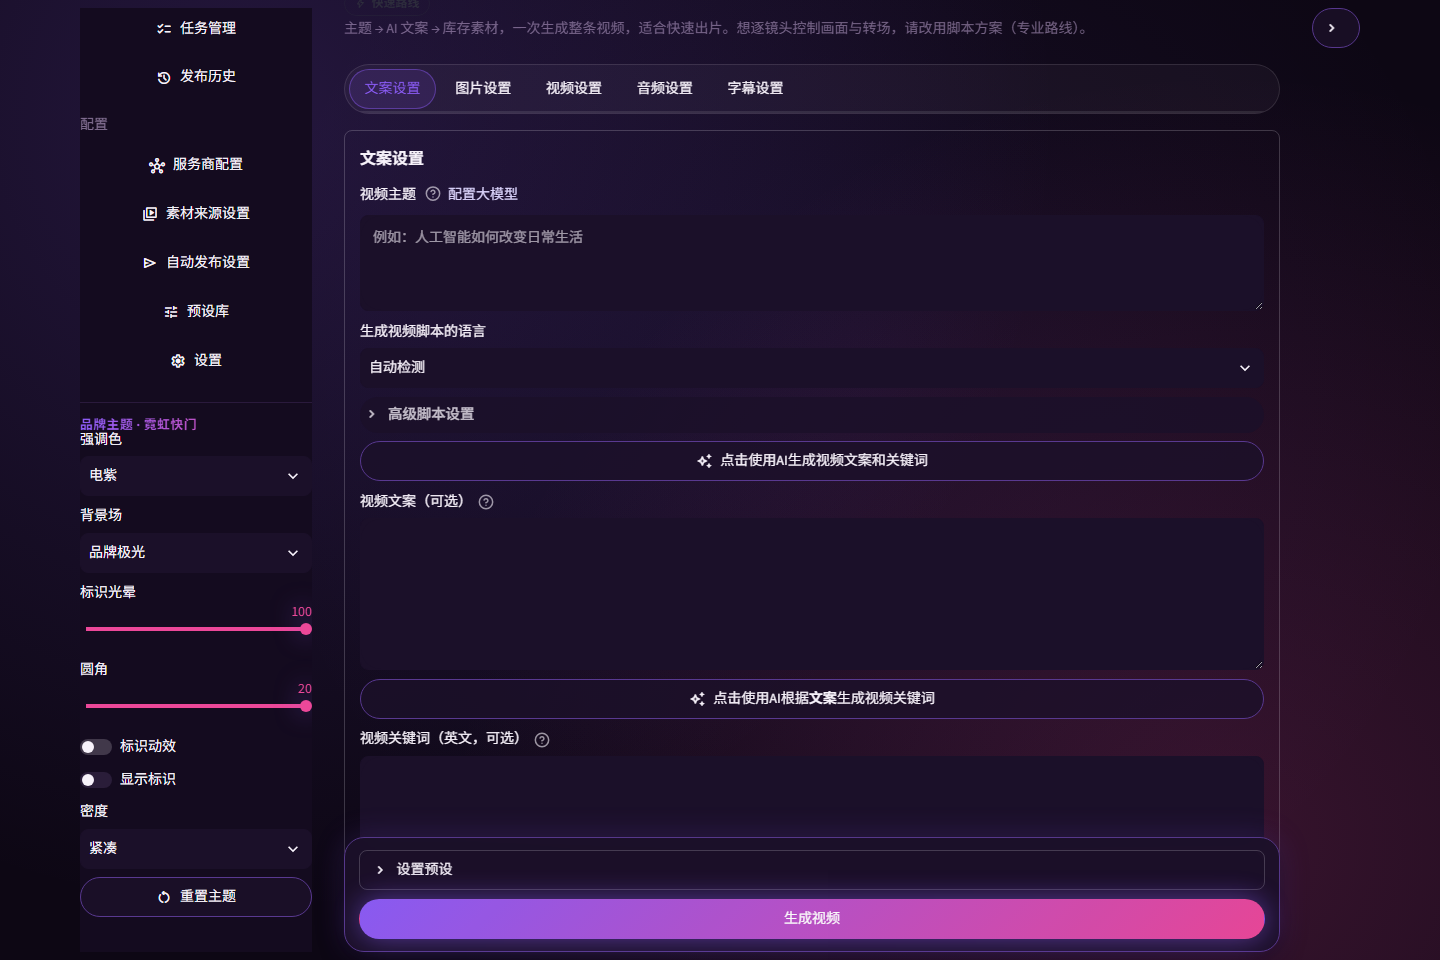 任务管理
发布历史
配置
服务商配置
素材来源设置
自动发布设置
预设库
设置
品牌主题 · 霓虹快门
强调色
电紫
背景场
品牌极光
标识光晕
100
圆角
20
标识动效
显示标识
密度
紧凑
重置主题
快速路线
主题 → AI 文案 → 库存素材，一次生成整条视频，适合快速出片。想逐镜头控制画面与转场，请改用脚本方案（专业路线）。
文案设置 图片设置 视频设置 音频设置 字幕设置
文案设置
视频主题 配置大模型
例如：人工智能如何改变日常生活
生成视频脚本的语言
自动检测
高级脚本设置
点击使用AI生成视频文案和关键词
视频文案（可选）
点击使用AI根据文案生成视频关键词
视频关键词（英文，可选）
设置预设
生成视频